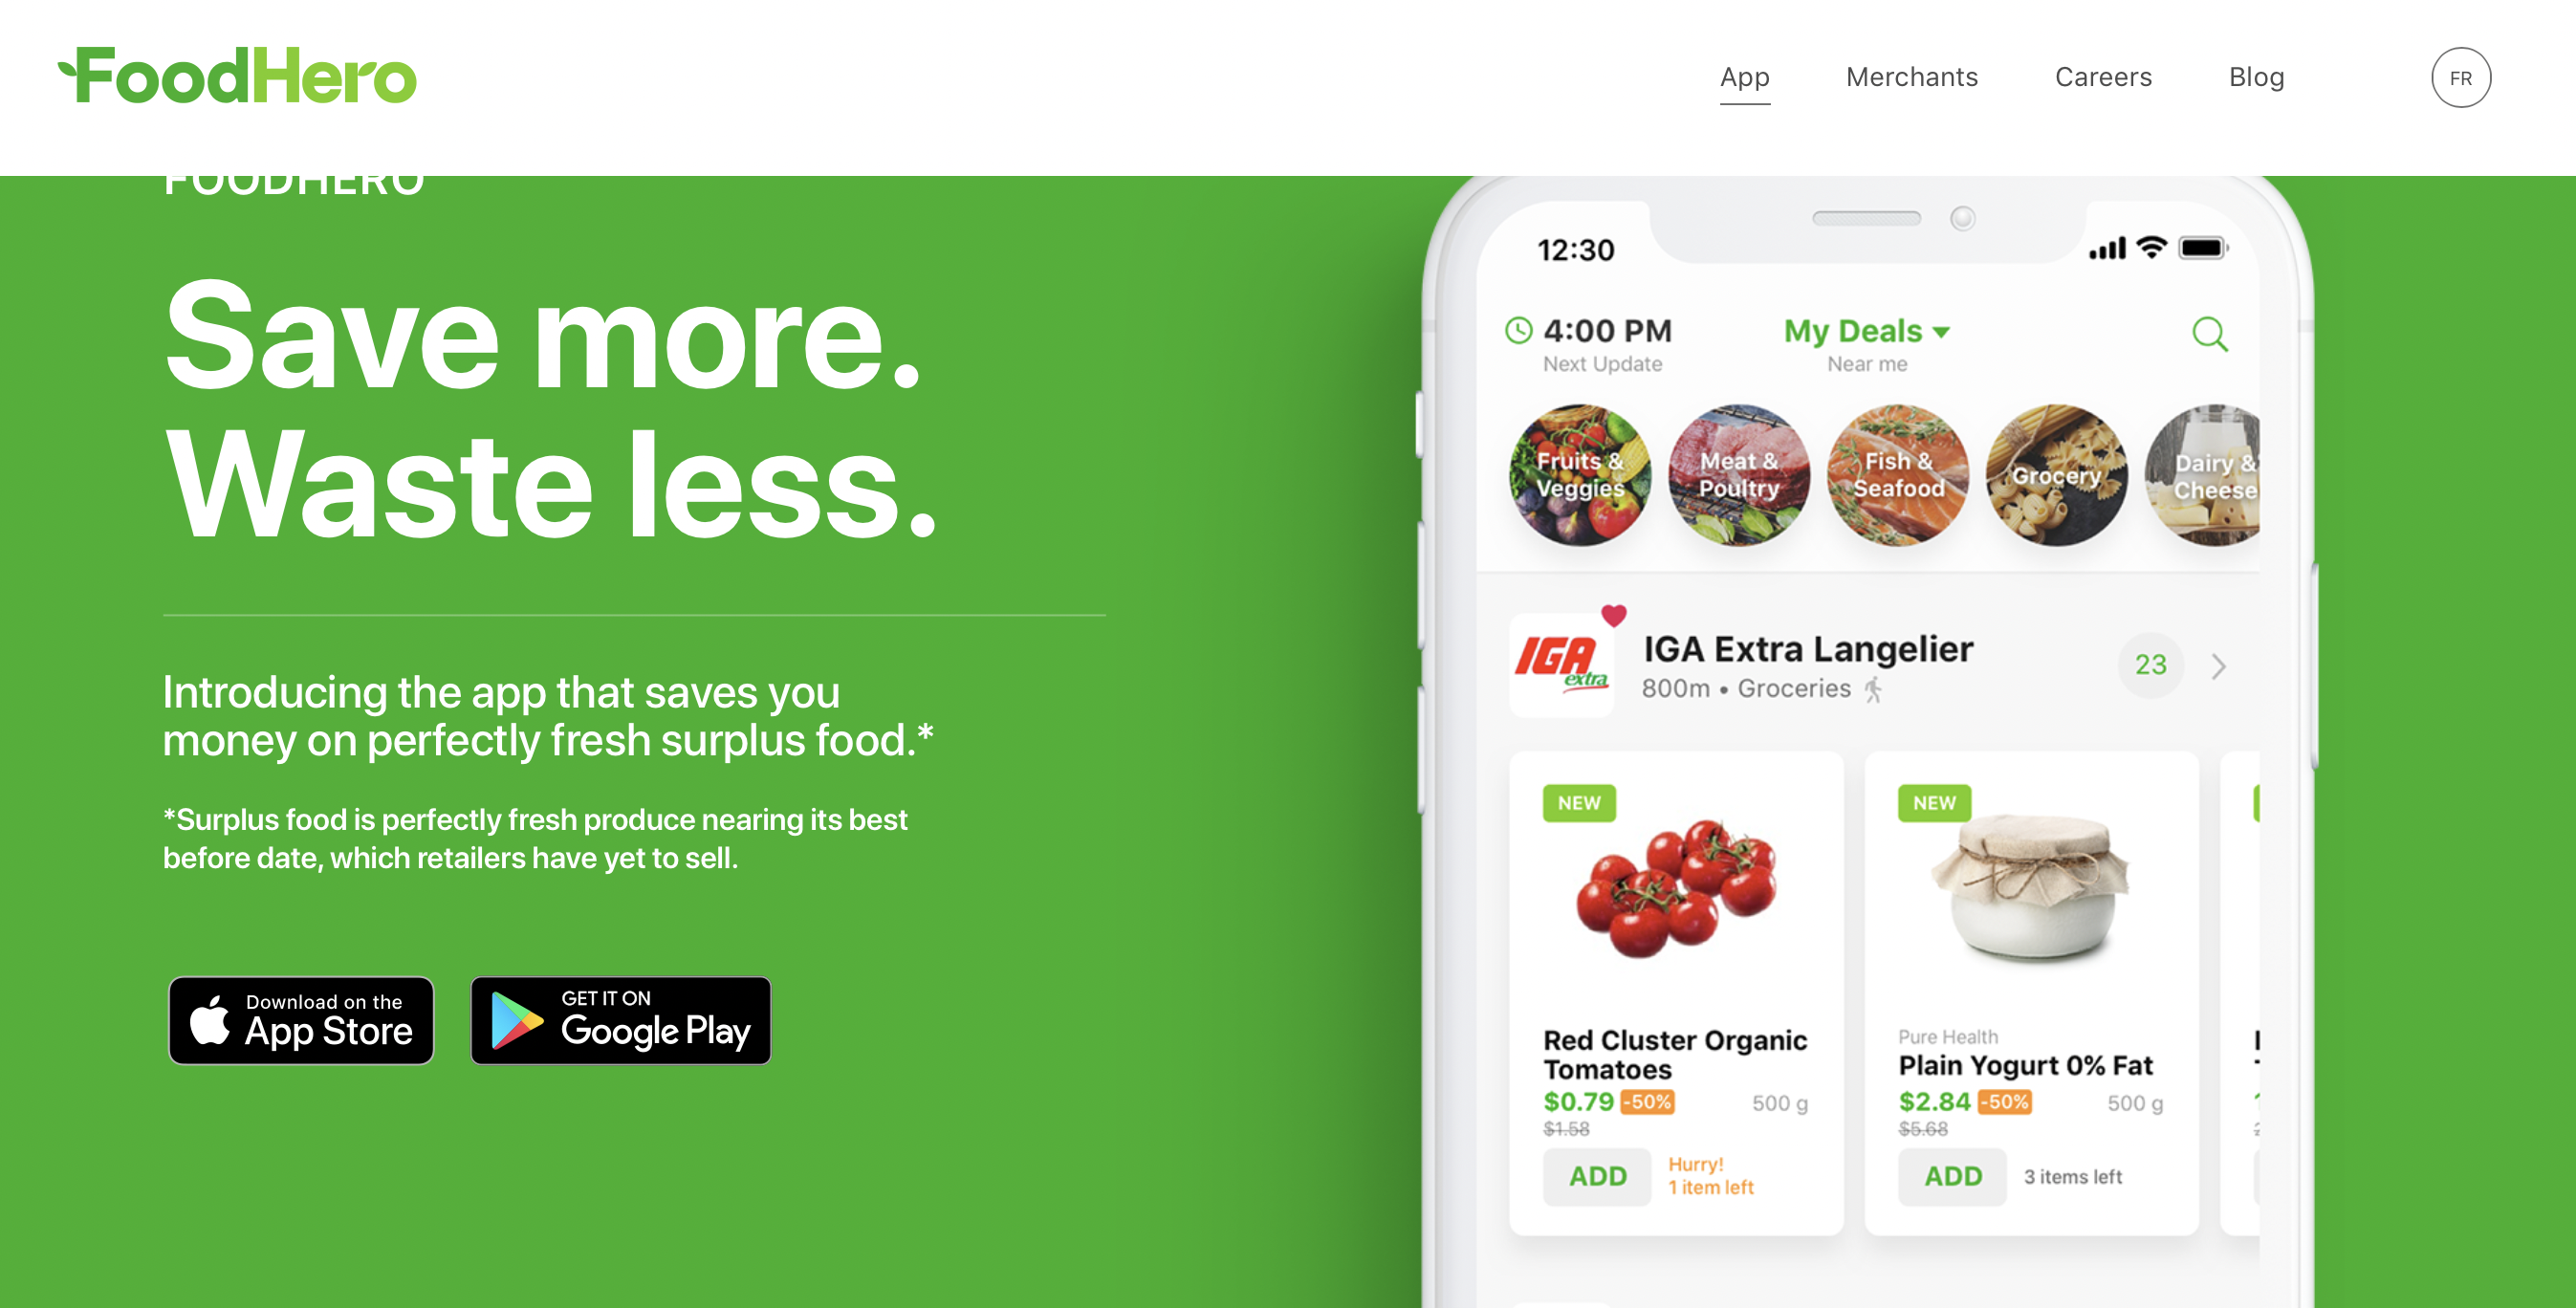 FoodHero
App
Merchants
Careers
Blog
FR
FOODHERO
Save more.
Waste less.
Introducing the app that saves you
money on perfectly fresh surplus food.*
*Surplus food is perfectly fresh produce nearing its best
before date, which retailers have yet to sell.
Download on the
App Store
GET IT ON
Google Play
12:30
4:00 PM
Next Update
My Deals
Near me
Fruits &
Veggies
Meat &
Poultry
Fish &
Seafood
Grocery
Dairy &
Cheese
IGA
extra
IGA Extra Langelier
800m • Groceries
23
NEW
Red Cluster Organic
Tomatoes
$0.79 -50% 500 g
$1.58
ADD
Hurry!
1 item left
NEW
Pure Health
Plain Yogurt 0% Fat
$2.84 -50% 500 g
$5.68
ADD
3 items left